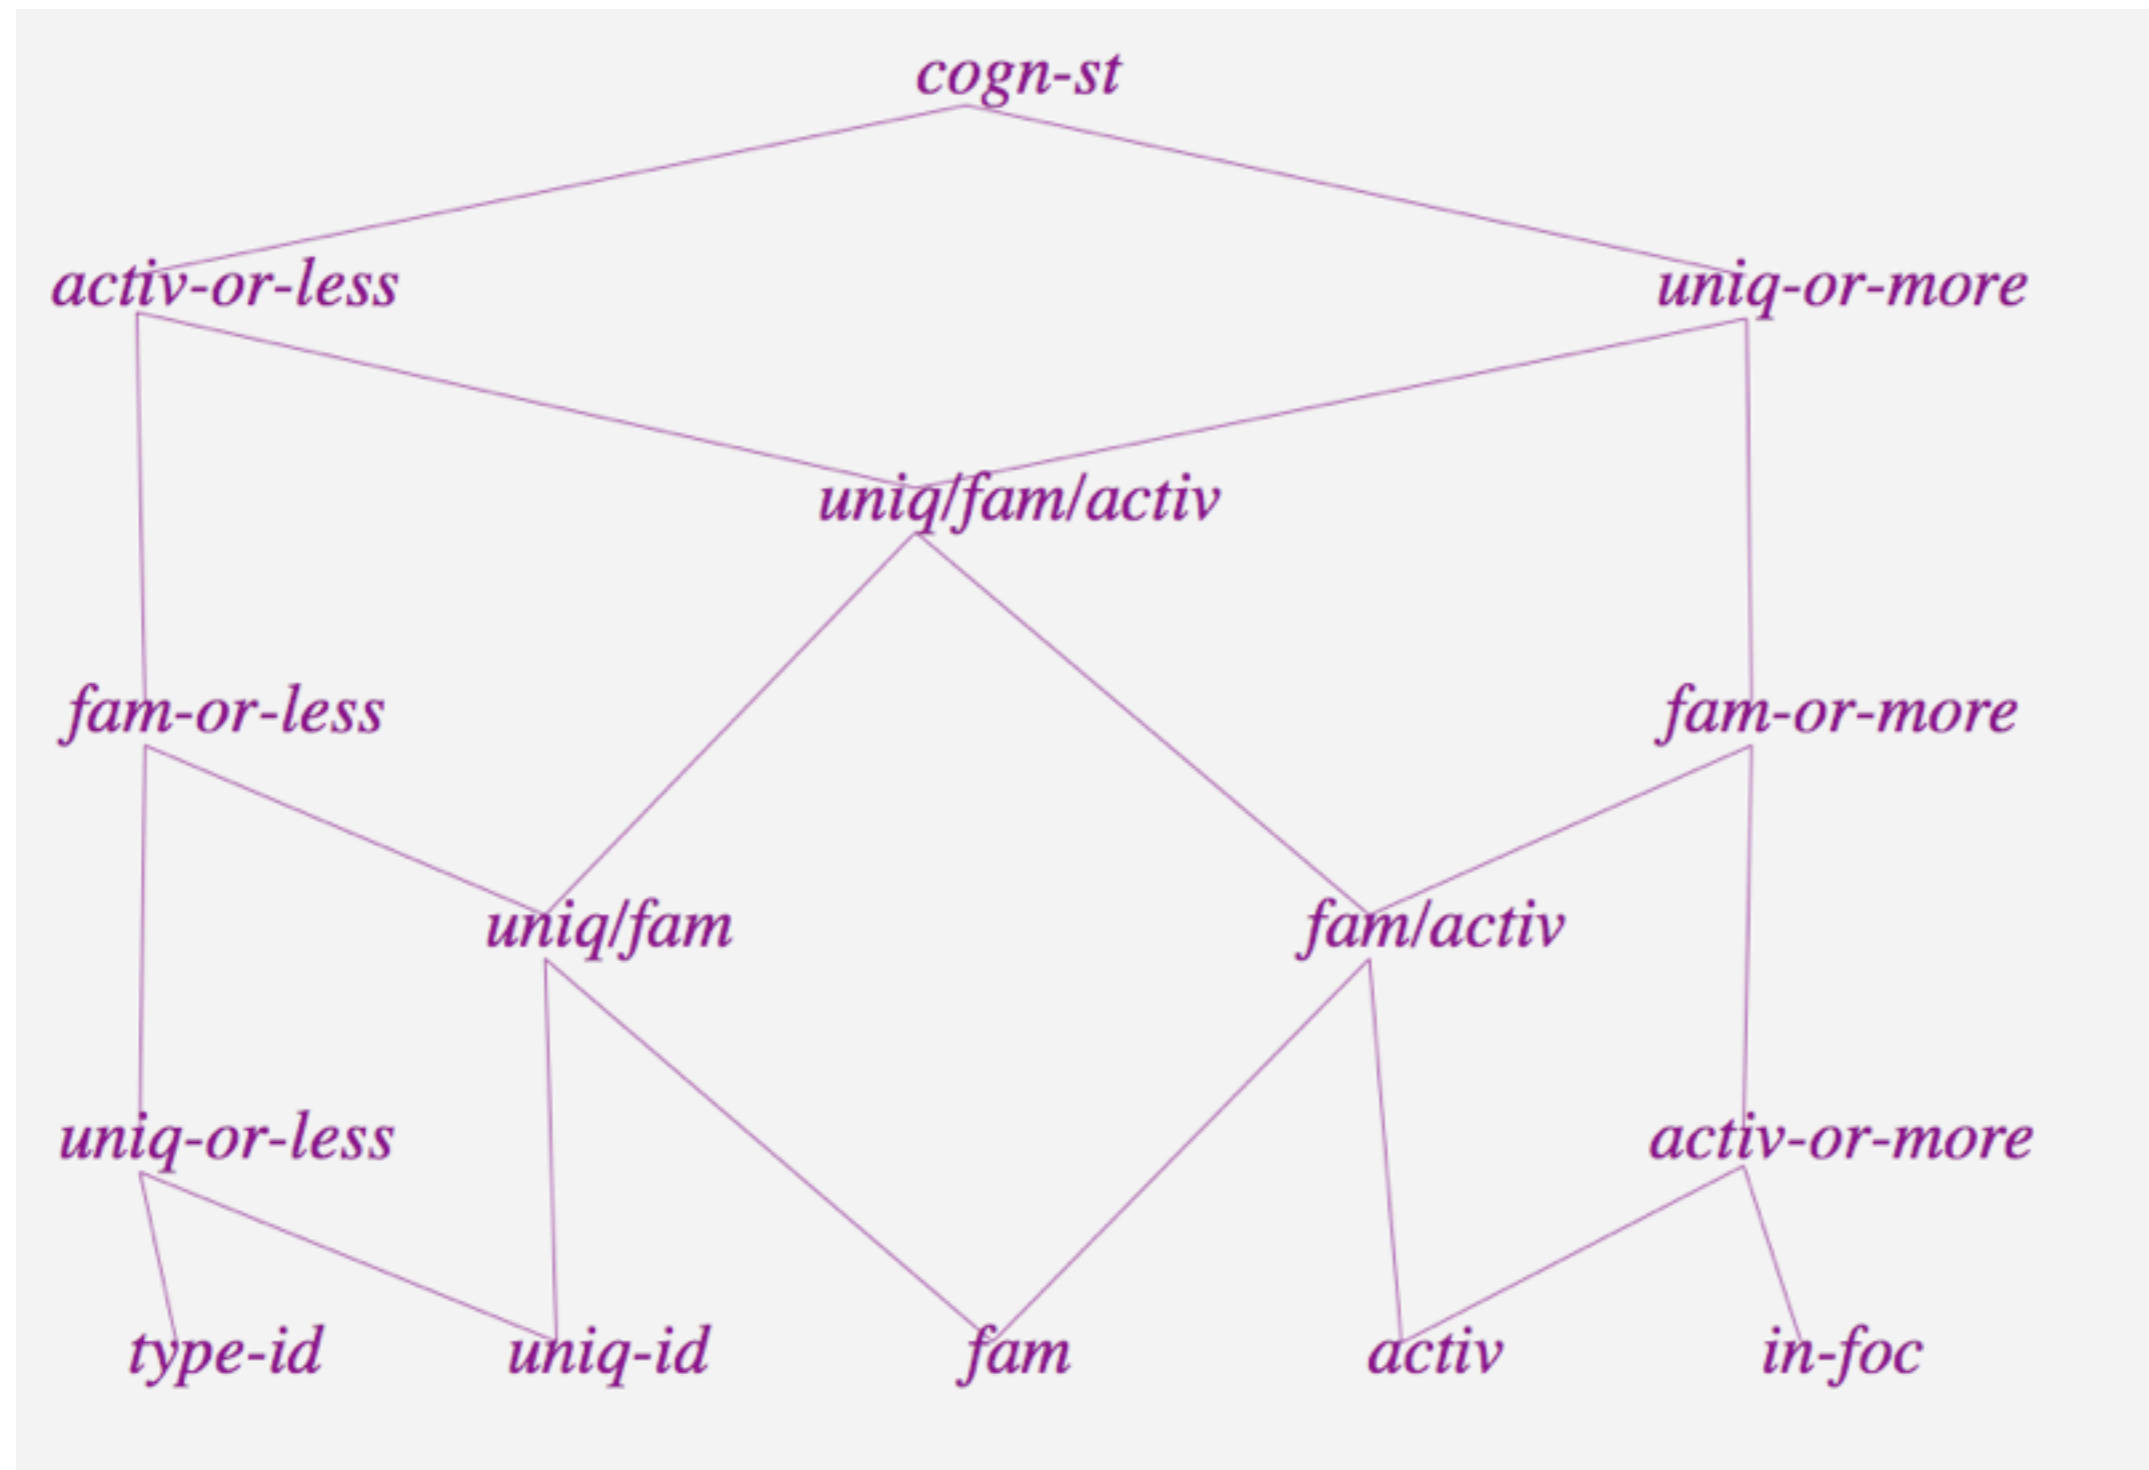 cogn-st
activ-or-less uniq-or-more
uniq/fam/activ
fam-or-less fam-or-more
uniq/fam fam/activ
uniq-or-less activ-or-more
type-id uniq-id fam activ in-foc